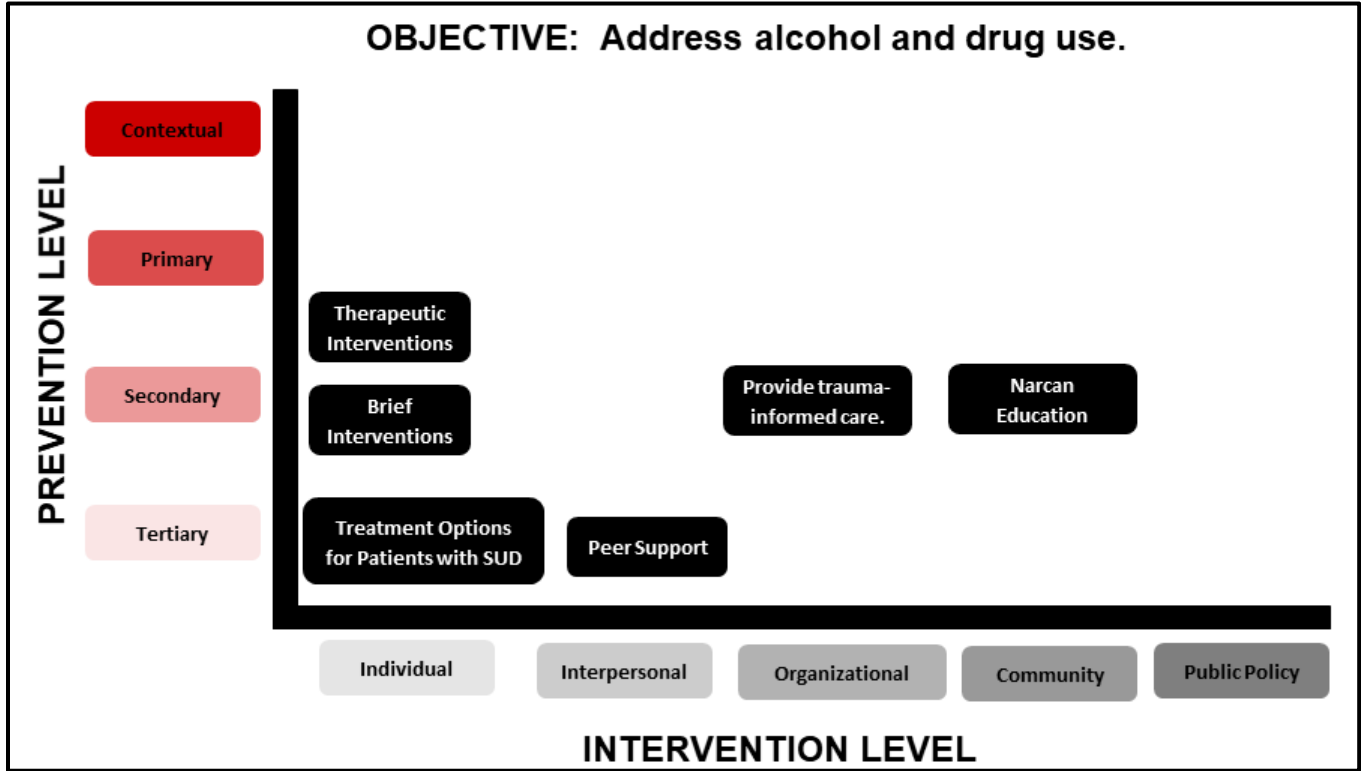 OBJECTIVE:  Address alcohol and drug use.
PREVENTION LEVEL
Contextual
Primary
Secondary
Tertiary
Therapeutic
Interventions
Brief
Interventions
Provide trauma-
informed care.
Narcan
Education
Treatment Options
for Patients with SUD
Peer Support
Individual
Interpersonal
Organizational
Community
Public Policy
INTERVENTION LEVEL